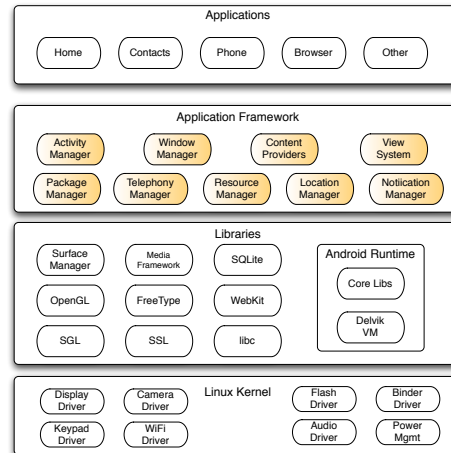 Applications
Home
Contacts
Phone
Browser
Other
Application Framework
Activity
Manager
Window
Manager
Content
Providers
View
System
Package
Manager
Telephony
Manager
Resource
Manager
Location
Manager
Notiication
Manager
Libraries
Surface
Manager
Media
Framework
SQLite
OpenGL
FreeType
WebKit
SGL
SSL
libc
Android Runtime
Core Libs
Delvik
VM
Linux Kernel
Display
Driver
Camera
Driver
Flash
Driver
Binder
Driver
Keypad
Driver
WiFi
Driver
Audio
Driver
Power
Mgmt